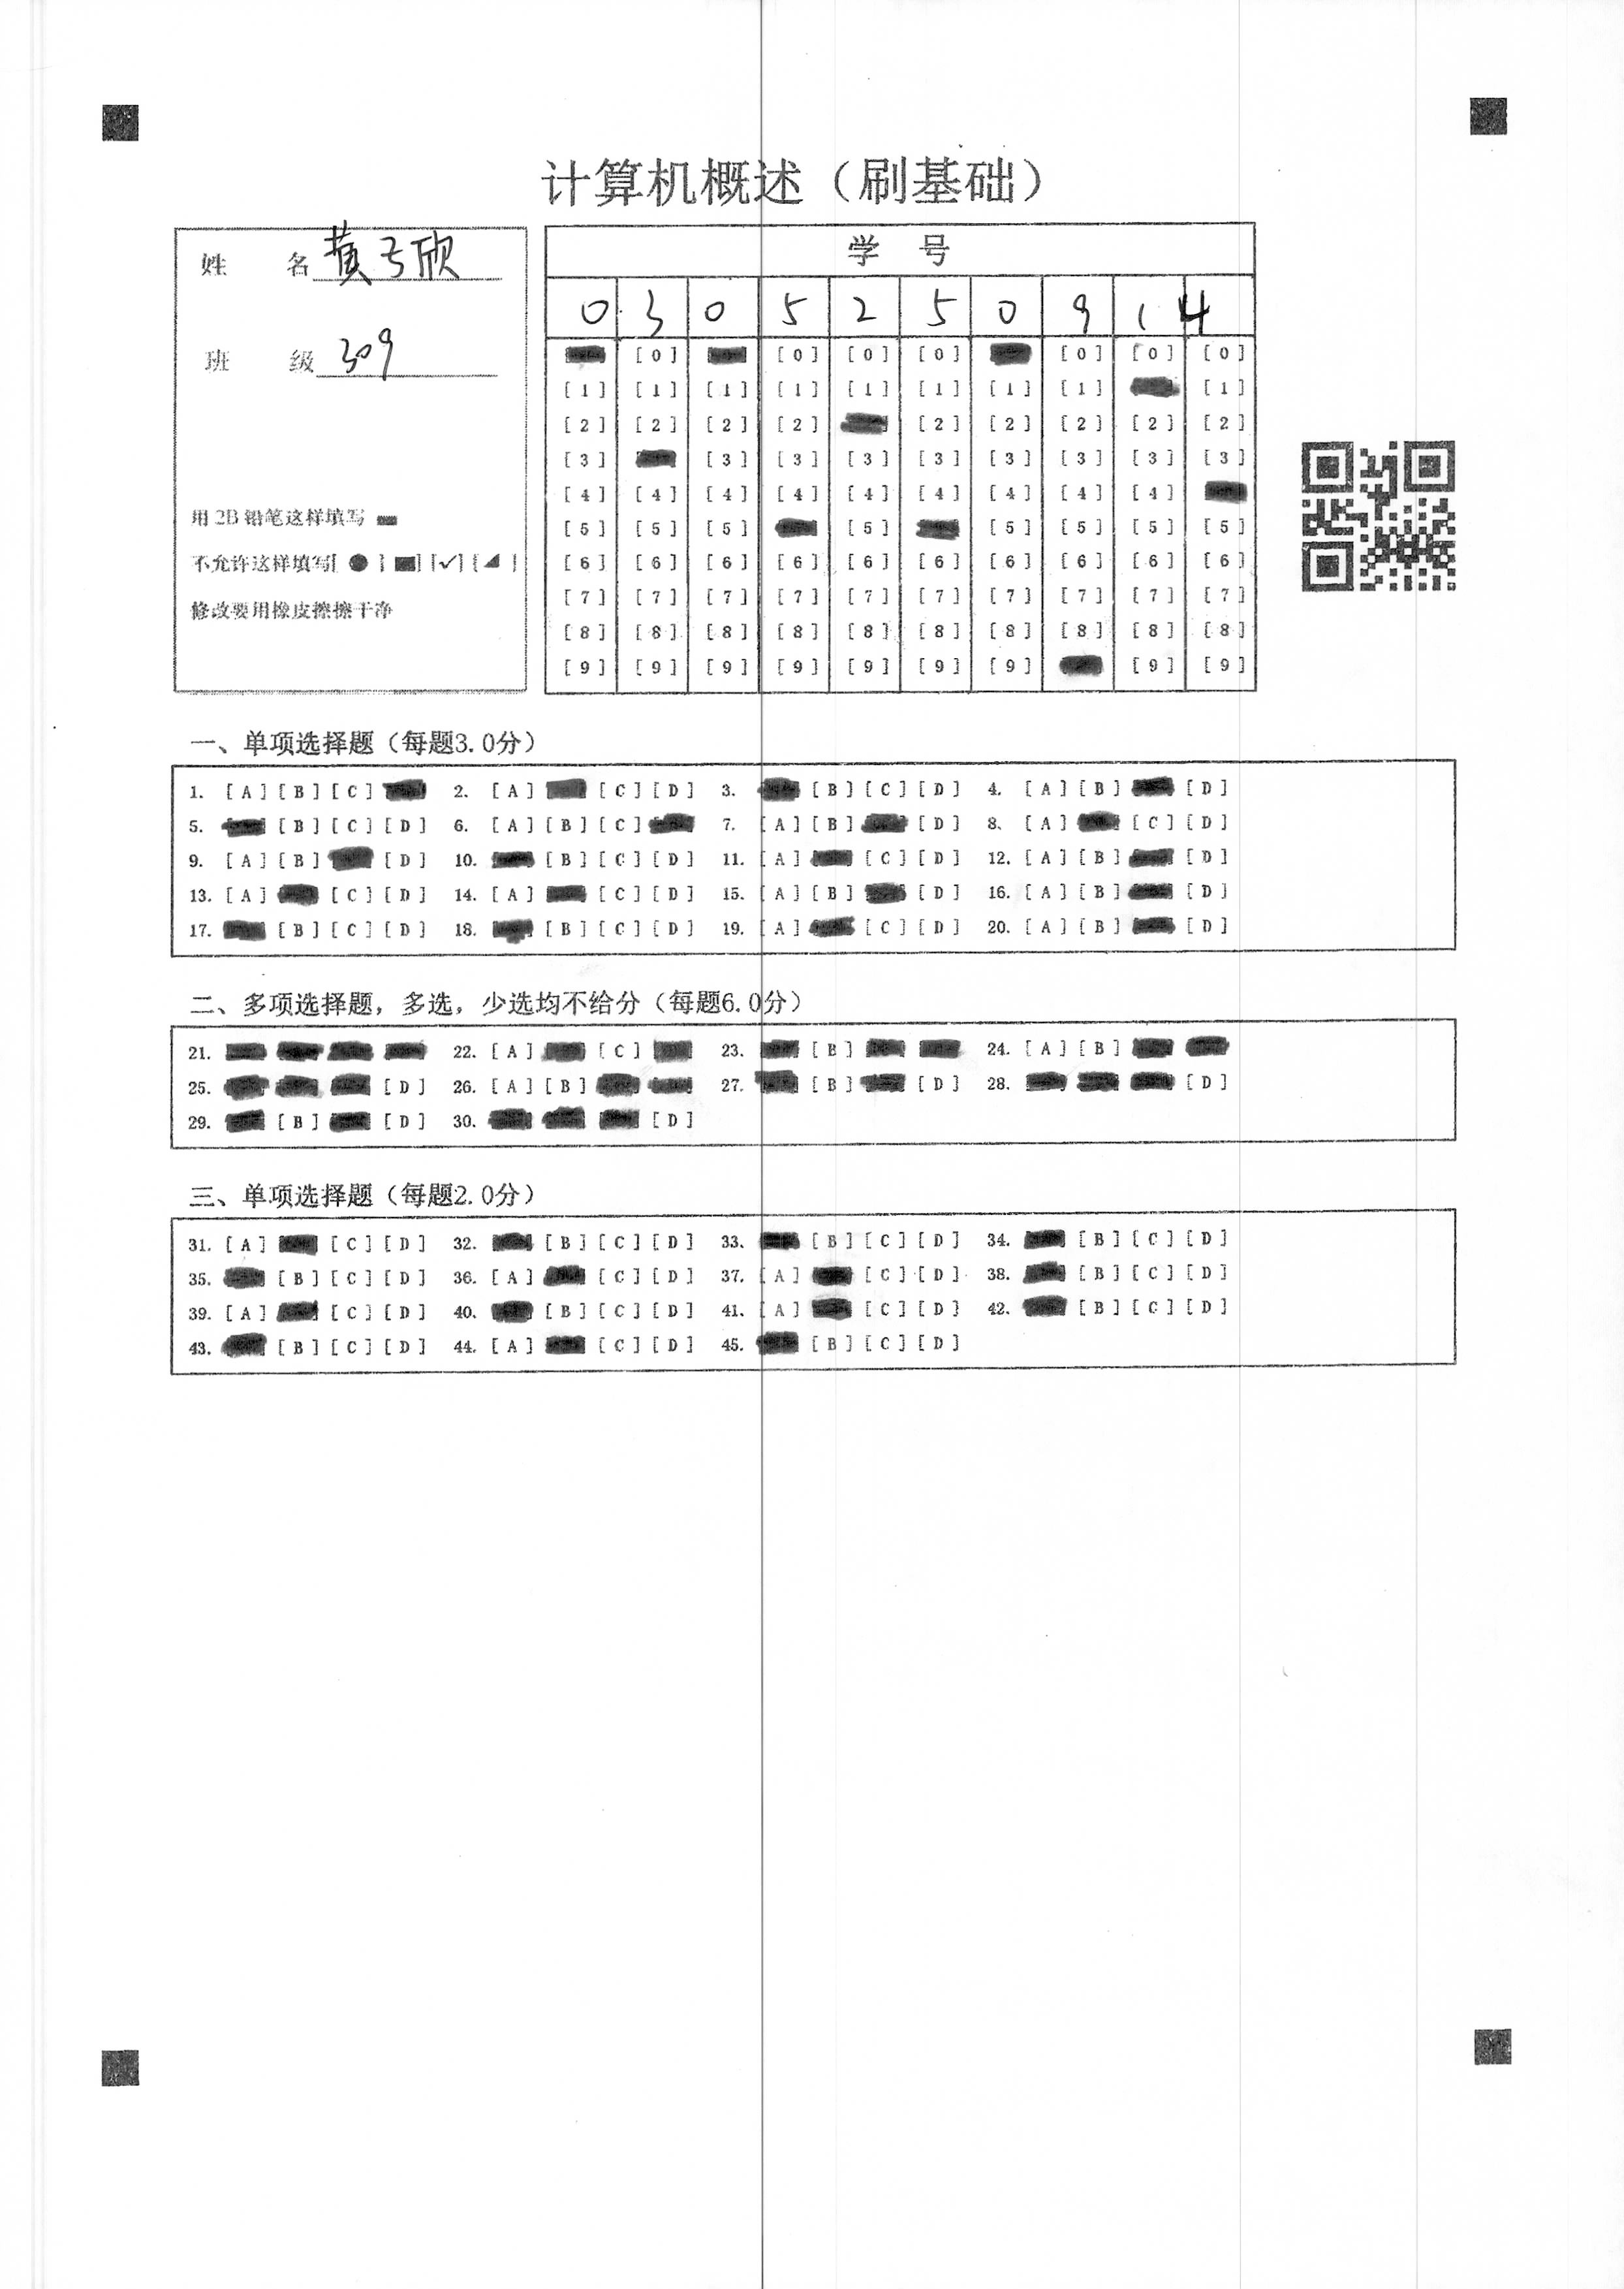 计算机概述（刷基础）
姓 名 黄子欣
班 级 309
用 2B 铅笔这样填写
不允许这样填写[ ● ] [■] [✓] [◢ ]
修改要用橡皮擦擦干净
学 号
0 3 0 5 2 5 0 9 1 4
[0] [0] [0] [0] [0] [0] [0]
[1] [1] [1] [1] [1] [1] [1] [1] [1]
[2] [2] [2] [2] [2] [2] [2] [2] [2]
[3] [3] [3] [3] [3] [3] [3] [3] [3]
[4] [4] [4] [4] [4] [4] [4] [4] [4]
[5] [5] [5] [5] [5] [5] [5] [5]
[6] [6] [6] [6] [6] [6] [6] [6] [6] [6]
[7] [7] [7] [7] [7] [7] [7] [7] [7] [7]
[8] [8] [8] [8] [8] [8] [8] [8] [8] [8]
[9] [9] [9] [9] [9] [9] [9] [9] [9]
一、单项选择题（每题3.0分）
1. [A] [B] [C] 2. [A] [C] [D] 3. [B] [C] [D] 4. [A] [B] [D]
5. [B] [C] [D] 6. [A] [B] [C] 7. [A] [B] [D] 8. [A] [C] [D]
9. [A] [B] [D] 10. [B] [C] [D] 11. [A] [C] [D] 12. [A] [B] [D]
13. [A] [C] [D] 14. [A] [C] [D] 15. [A] [B] [D] 16. [A] [B] [D]
17. [B] [C] [D] 18. [B] [C] [D] 19. [A] [C] [D] 20. [A] [B] [D]
二、多项选择题，多选，少选均不给分（每题6.0分）
21. 22. [A] [C] 23. [B] 24. [A] [B]
25. [D] 26. [A] [B] 27. [B] [D] 28. [D]
29. [B] [D] 30. [D]
三、单项选择题（每题2.0分）
31. [A] [C] [D] 32. [B] [C] [D] 33. [B] [C] [D] 34. [B] [C] [D]
35. [B] [C] [D] 36. [A] [C] [D] 37. [A] [C] [D] 38. [B] [C] [D]
39. [A] [C] [D] 40. [B] [C] [D] 41. [A] [C] [D] 42. [B] [C] [D]
43. [B] [C] [D] 44. [A] [C] [D] 45. [B] [C] [D]